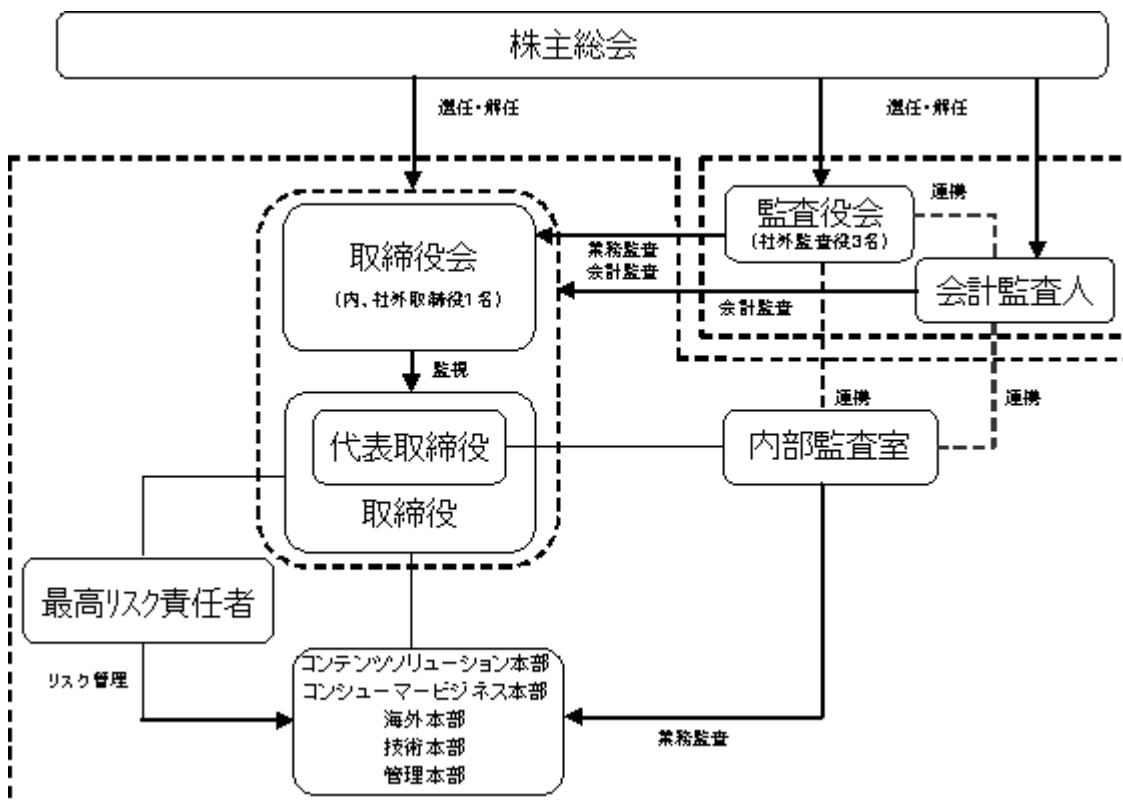 株主総会
選任・解任
選任・解任
監査役会
(社外監査役3名)
連携
取締役会
(内、社外取締役1名)
業務監査
会計監査
会計監査
会計監査人
監視
連携
連携
代表取締役
取締役
内部監査室
最高リスク責任者
リスク管理
コンテンツソリューション本部
コンシューマービジネス本部
海外本部
技術本部
管理本部
業務監査